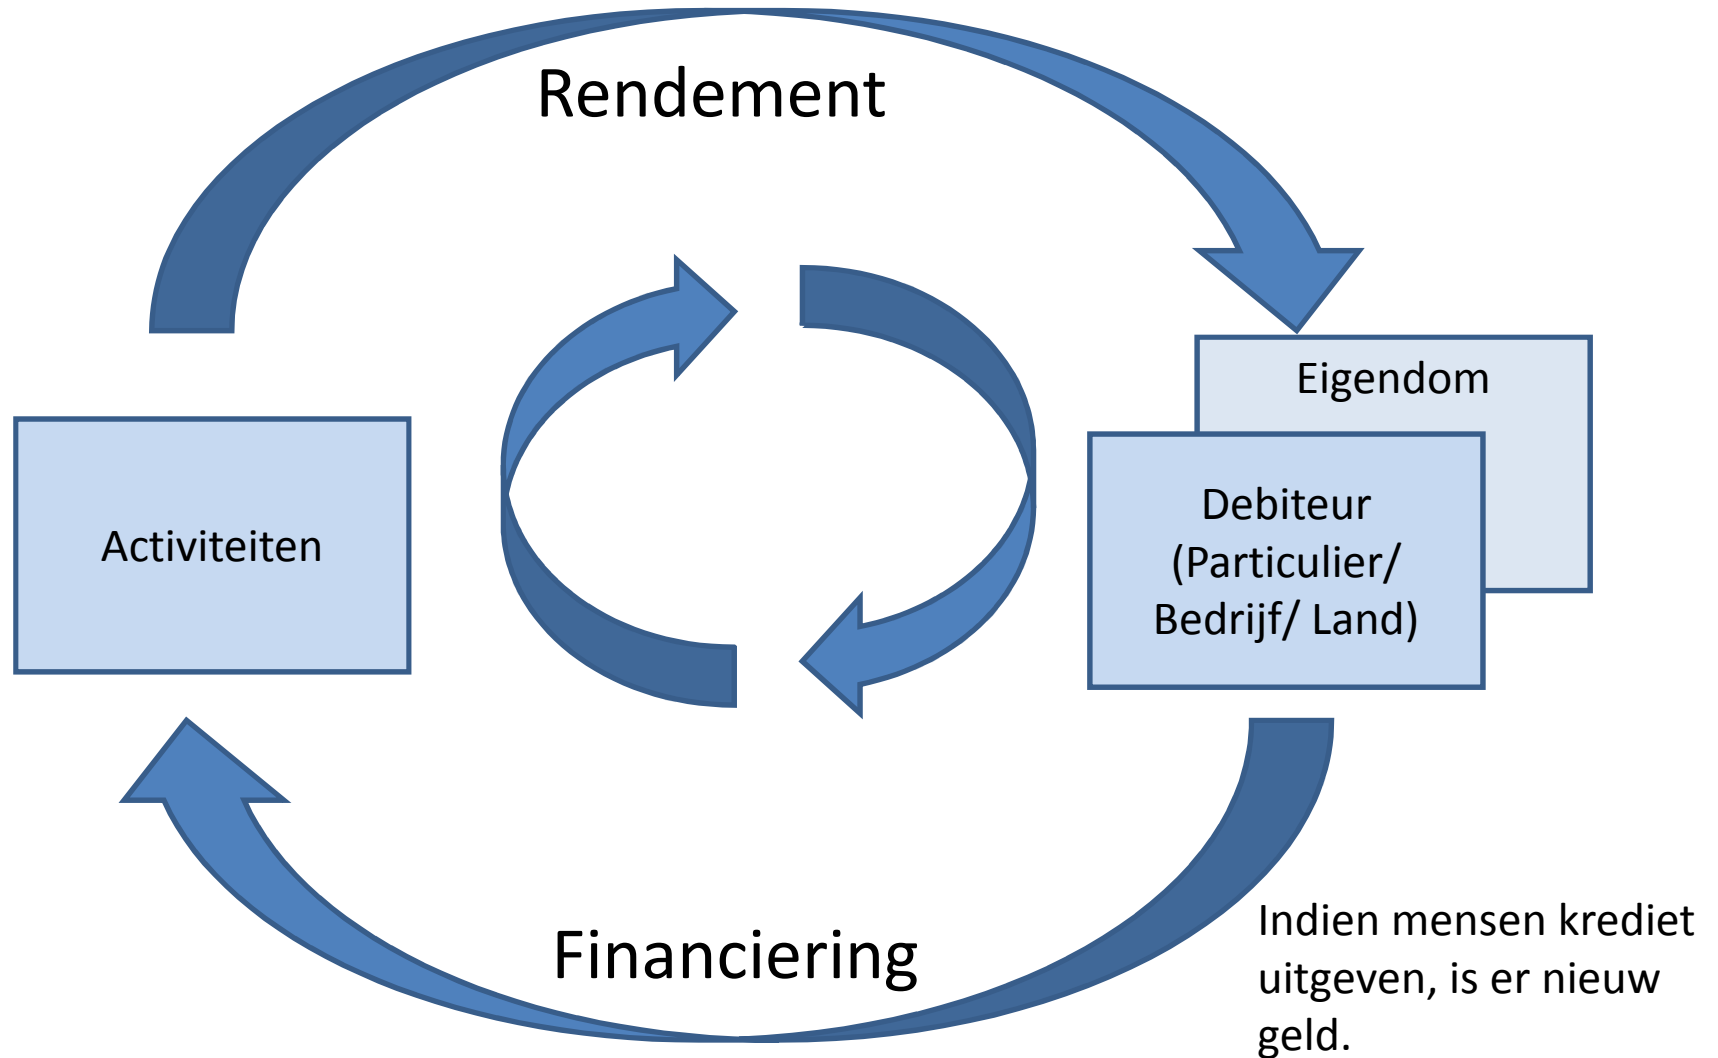 Rendement
Eigendom
Activiteiten
Debiteur
(Particulier/
Bedrijf/ Land)
Financiering
Indien mensen krediet
uitgeven, is er nieuw
geld.